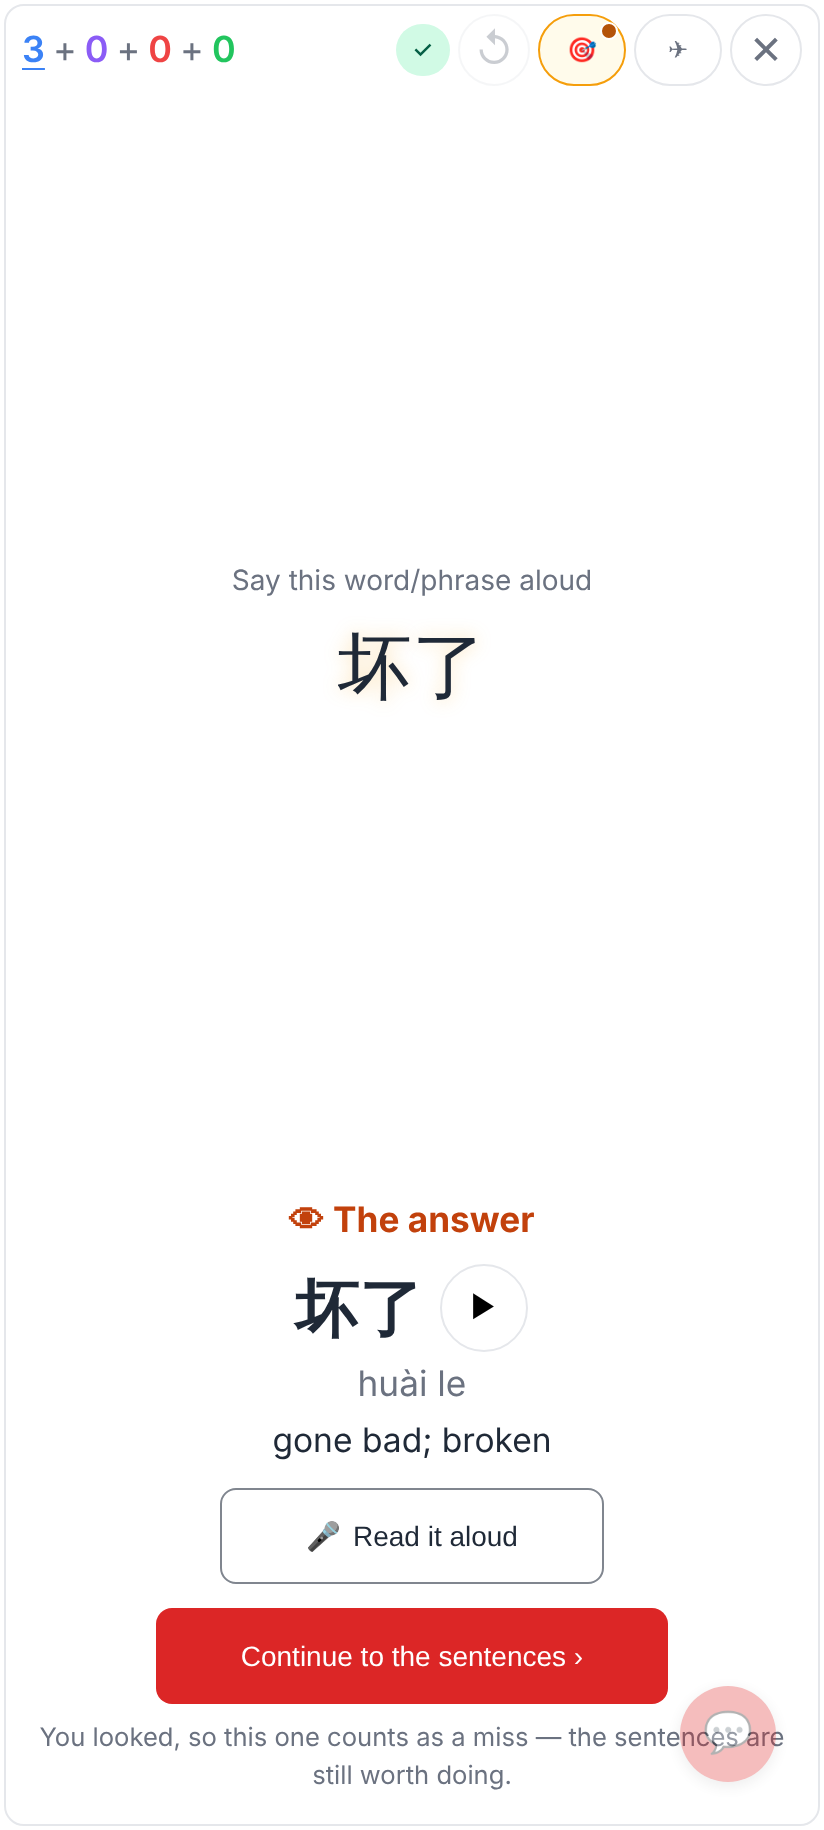 3 + 0 + 0 + 0
Say this word/phrase aloud
坏了
The answer
坏了
huài le
gone bad; broken
Read it aloud
Continue to the sentences ›
You looked, so this one counts as a miss — the sentences are
still worth doing.